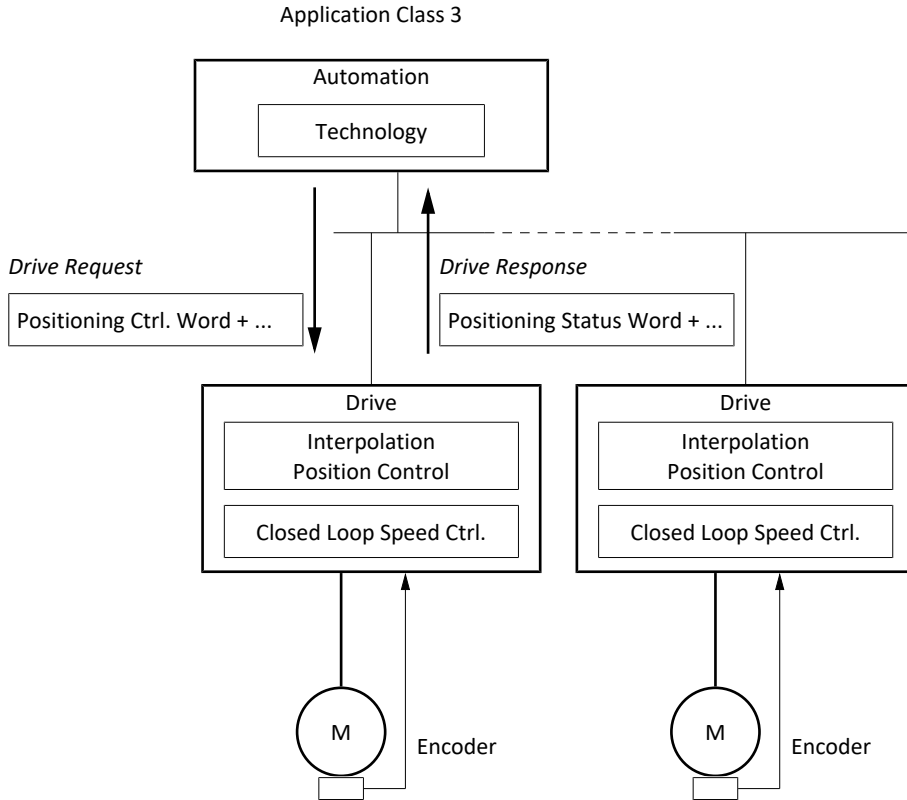 Application Class 3
Automation
Technology
Drive Request
Positioning Ctrl. Word + ...
Drive Response
Positioning Status Word + ...
Drive
Interpolation
Position Control
Closed Loop Speed Ctrl.
M
Encoder
Drive
Interpolation
Position Control
Closed Loop Speed Ctrl.
M
Encoder